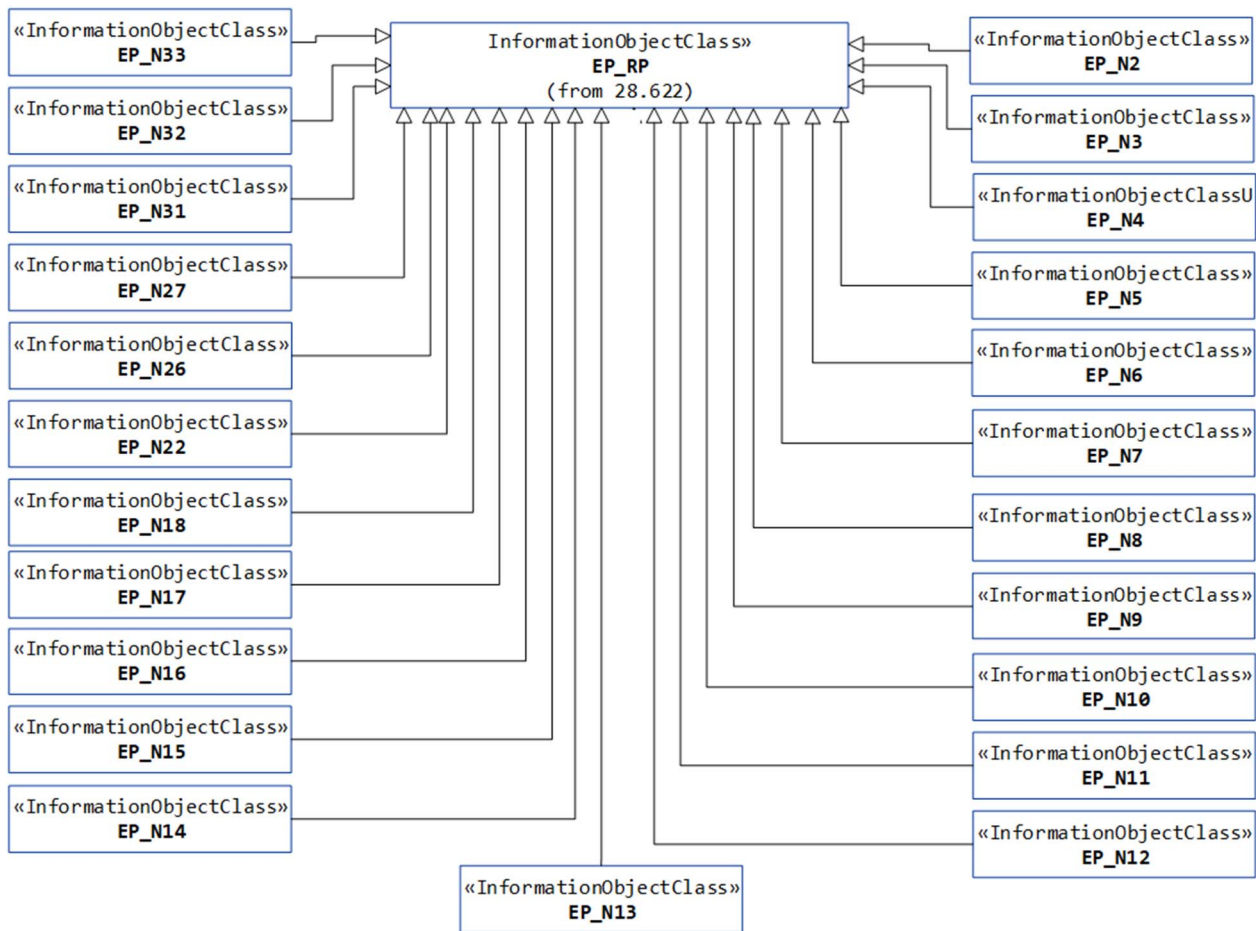 «InformationObjectClass»
EP_N33
«InformationObjectClass»
EP_N32
«InformationObjectClass»
EP_N31
«InformationObjectClass»
EP_N27
«InformationObjectClass»
EP_N26
«InformationObjectClass»
EP_N22
«InformationObjectClass»
EP_N18
«InformationObjectClass»
EP_N17
«InformationObjectClass»
EP_N16
«InformationObjectClass»
EP_N15
«InformationObjectClass»
EP_N14
InformationObjectClass»
EP_RP
(from 28.622)
«InformationObjectClass»
EP_N13
«InformationObjectClass»
EP_N2
«InformationObjectClass»
EP_N3
«InformationObjectClassU
EP_N4
«InformationObjectClass»
EP_N5
«InformationObjectClass»
EP_N6
«InformationObjectClass»
EP_N7
«InformationObjectClass»
EP_N8
«InformationObjectClass»
EP_N9
«InformationObjectClass»
EP_N10
«InformationObjectClass»
EP_N11
«InformationObjectClass»
EP_N12